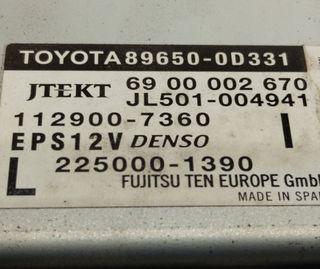 TOYOTA 89650-0D331
JTEKT 69 00 002 670
JL501-004941
112900-7360
EPS12V DENSO
225000-1390
L
FUJITSU TEN EUROPE GmbH
MADE IN SPAIN